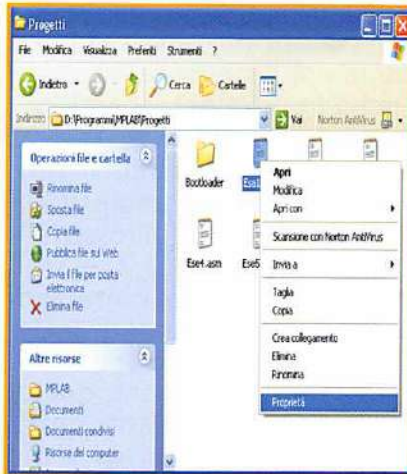 Progetti
File Modifica Visualizza Preferiti Strumenti ?
Indietro Cerca Cartelle
Indirizzo D:\Programmi\MPLAB\Progetti Vai Norton AntiVirus
Operazioni file e cartella
Rinomina file
Sposta file
Copia file
Pubblica file sul Web
Invia il file per posta
elettronica
Elimina file
Altre risorse
MPLAB
Documenti
Documenti condivisi
Risorse del computer
Bootloader
Ese4.asm
Apri
Modifica
Apri con
Scansione con Norton AntiVirus
Invia a
Taglia
Copia
Crea collegamento
Elimina
Rinomina
Proprietà